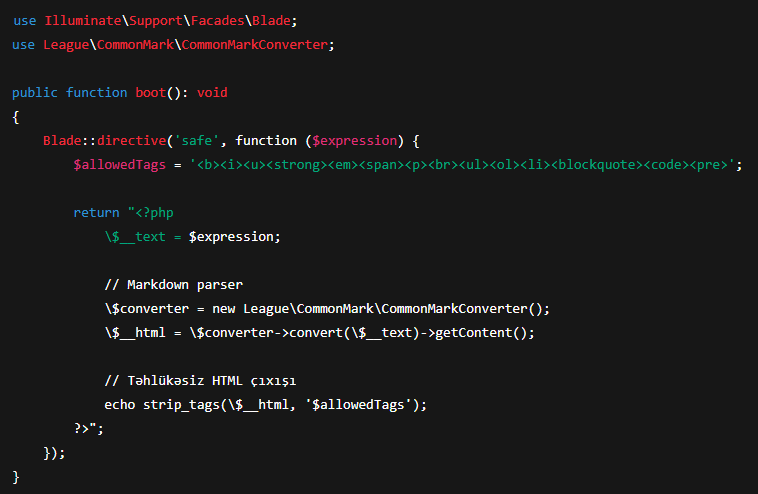 use Illuminate\Support\Facades\Blade;
use League\CommonMark\CommonMarkConverter;
public function boot(): void
{
Blade::directive('safe', function ($expression) {
$allowedTags = '<b><i><u><strong><em><span><p><br><ul><ol><li><blockquote><code><pre>';
return "<?php
\$__text = $expression;
// Markdown parser
\$converter = new League\CommonMark\CommonMarkConverter();
\$__html = \$converter->convert(\$__text)->getContent();
// Təhlükəsiz HTML çıxışı
echo strip_tags(\$__html, '$allowedTags');
?>";
});
}